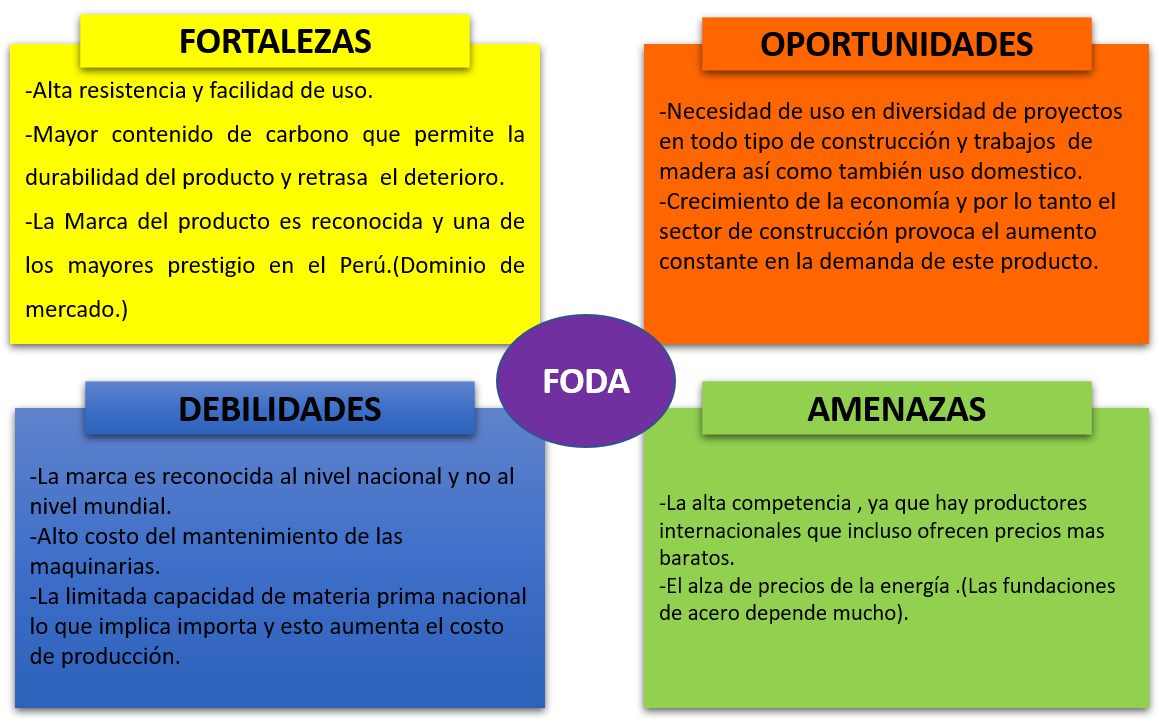 FORTALEZAS
-Alta resistencia y facilidad de uso.
-Mayor contenido de carbono que permite la
durabilidad del producto y retrasa el deterioro.
-La Marca del producto es reconocida y una de
los mayores prestigio en el Perú.(Dominio de
mercado.)
OPORTUNIDADES
-Necesidad de uso en diversidad de proyectos
en todo tipo de construcción y trabajos de
madera así como también uso domestico.
-Crecimiento de la economía y por lo tanto el
sector de construcción provoca el aumento
constante en la demanda de este producto.
FODA
DEBILIDADES
-La marca es reconocida al nivel nacional y no al
nivel mundial.
-Alto costo del mantenimiento de las
maquinarias.
-La limitada capacidad de materia prima nacional
lo que implica importa y esto aumenta el costo
de producción.
AMENAZAS
-La alta competencia , ya que hay productores
internacionales que incluso ofrecen precios mas
baratos.
-El alza de precios de la energía .(Las fundaciones
de acero depende mucho).